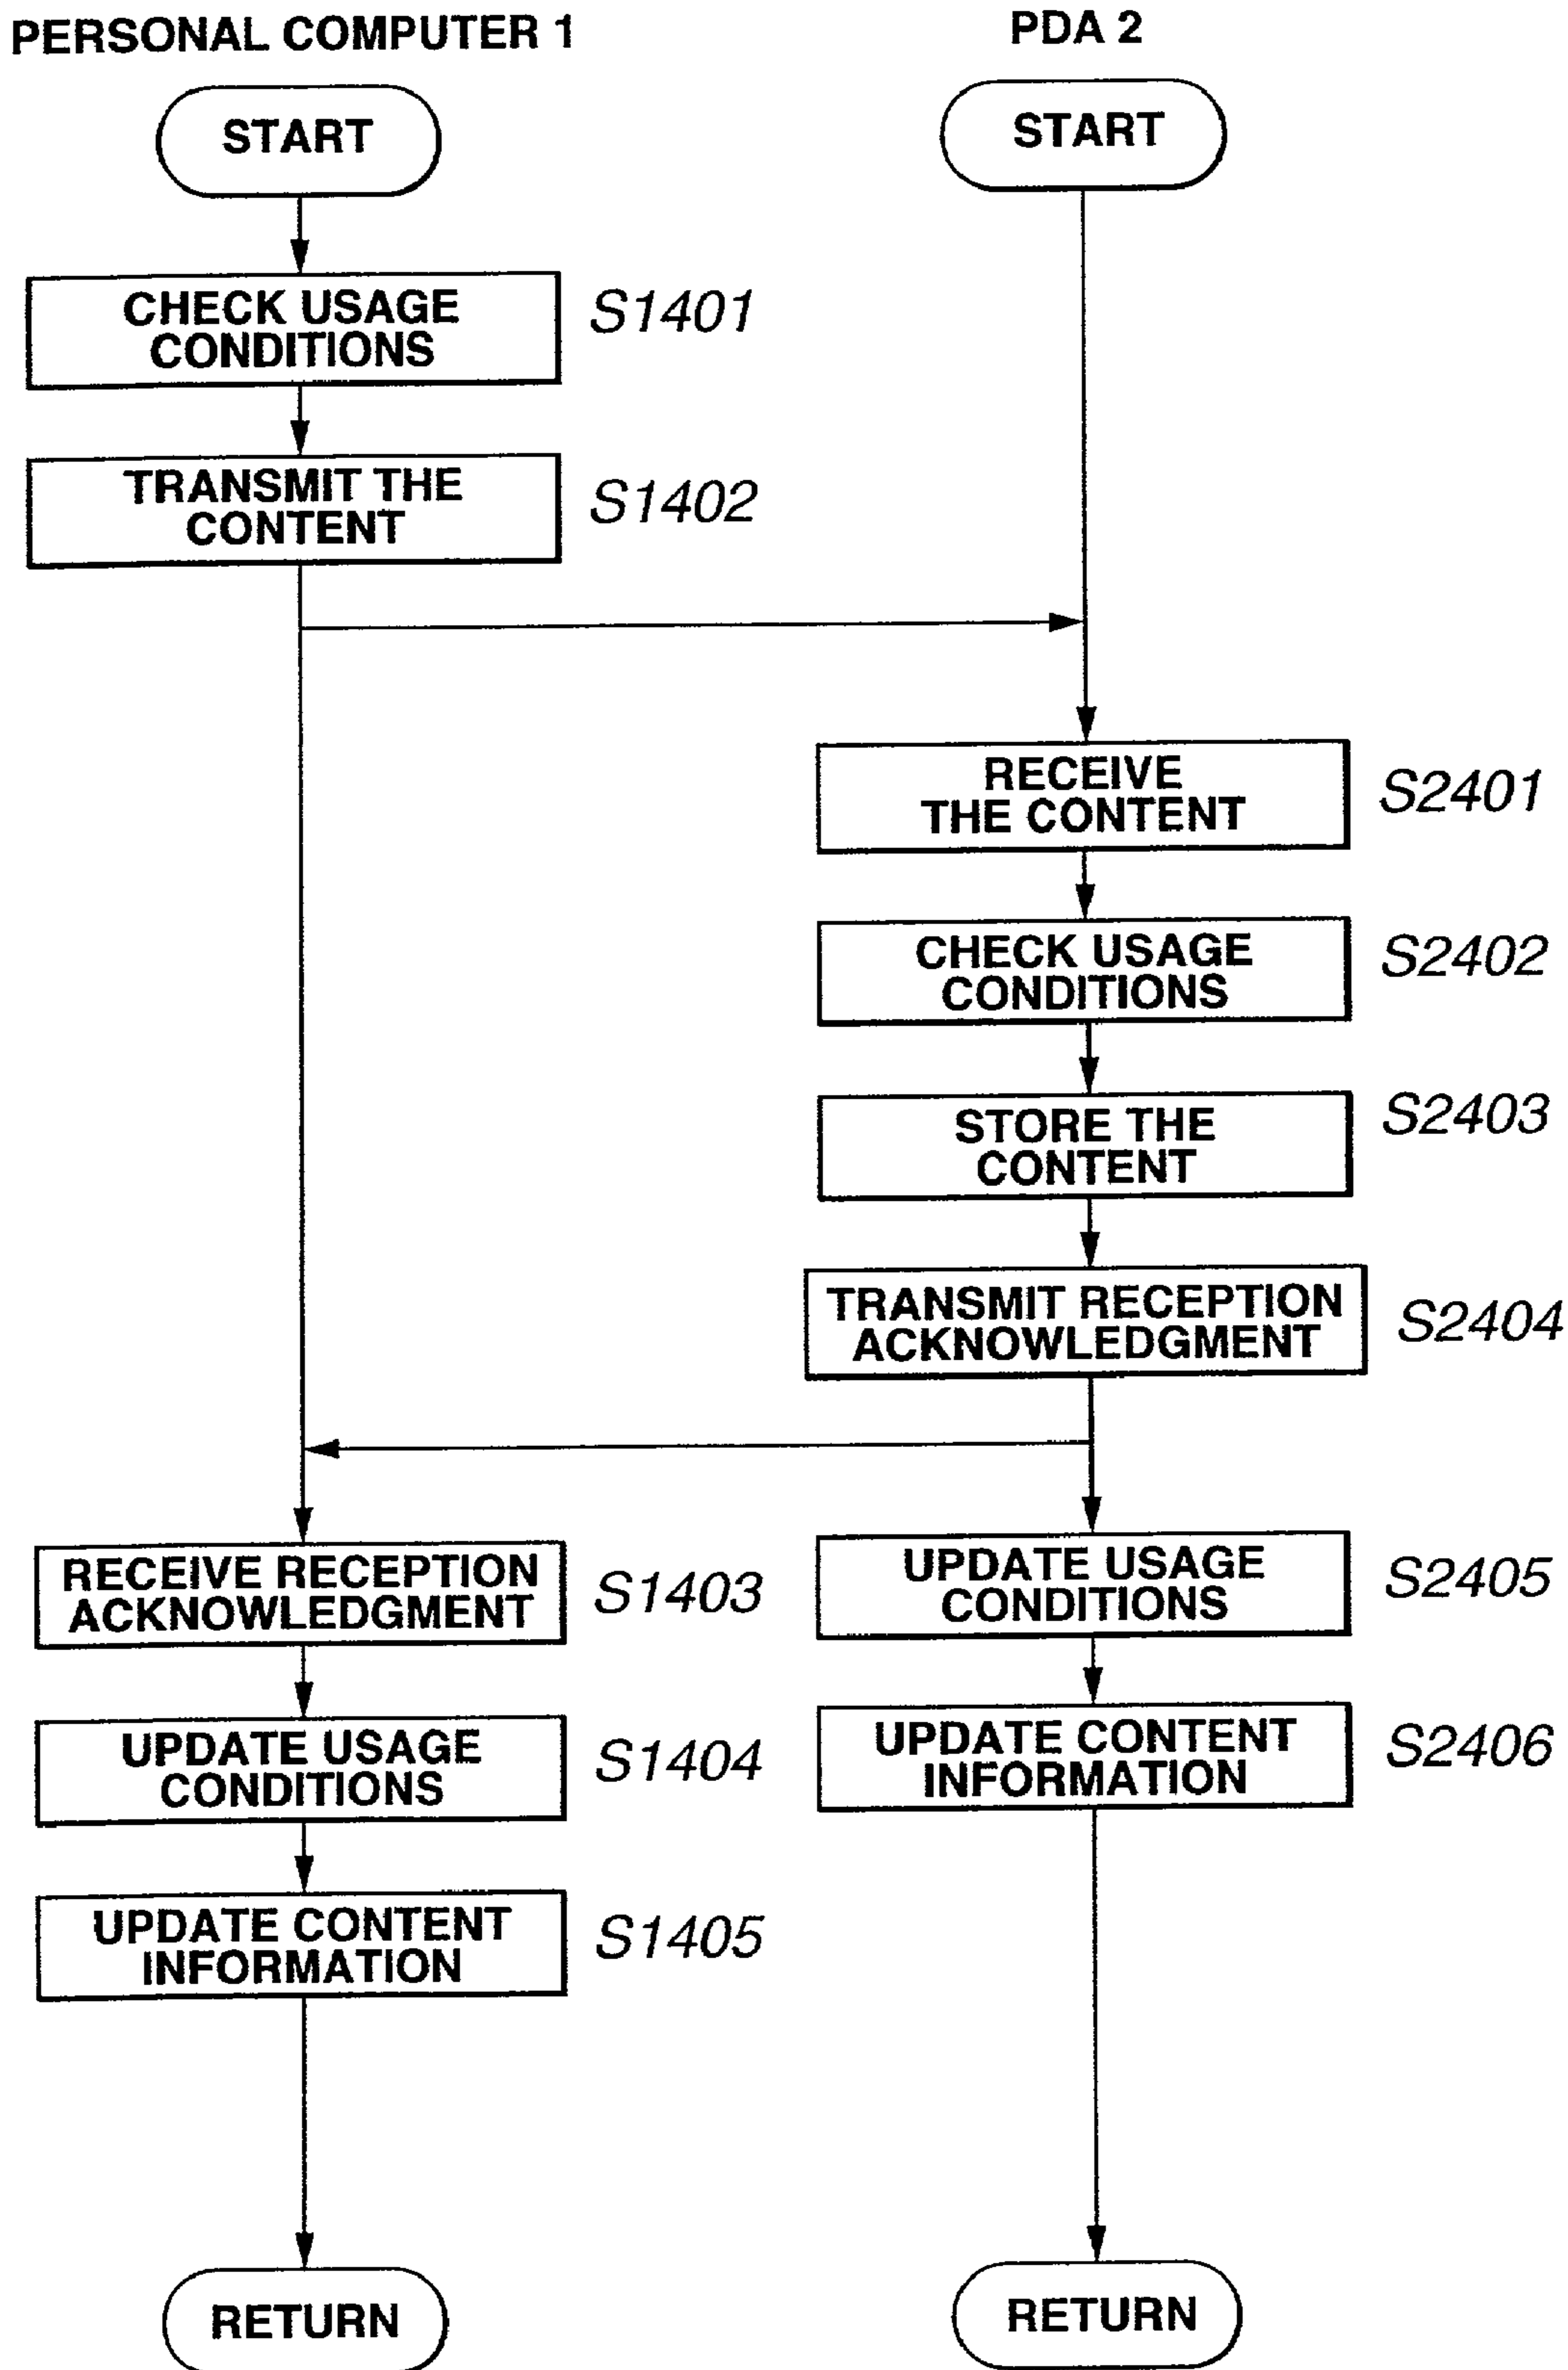 PERSONAL COMPUTER 1
PDA 2
START
START
CHECK USAGE
CONDITIONS
S1401
TRANSMIT THE
CONTENT
S1402
RECEIVE
THE CONTENT
S2401
CHECK USAGE
CONDITIONS
S2402
STORE THE
CONTENT
S2403
TRANSMIT RECEPTION
ACKNOWLEDGMENT
S2404
RECEIVE RECEPTION
ACKNOWLEDGMENT
S1403
UPDATE USAGE
CONDITIONS
S2405
UPDATE USAGE
CONDITIONS
S1404
UPDATE CONTENT
INFORMATION
S2406
UPDATE CONTENT
INFORMATION
S1405
RETURN
RETURN